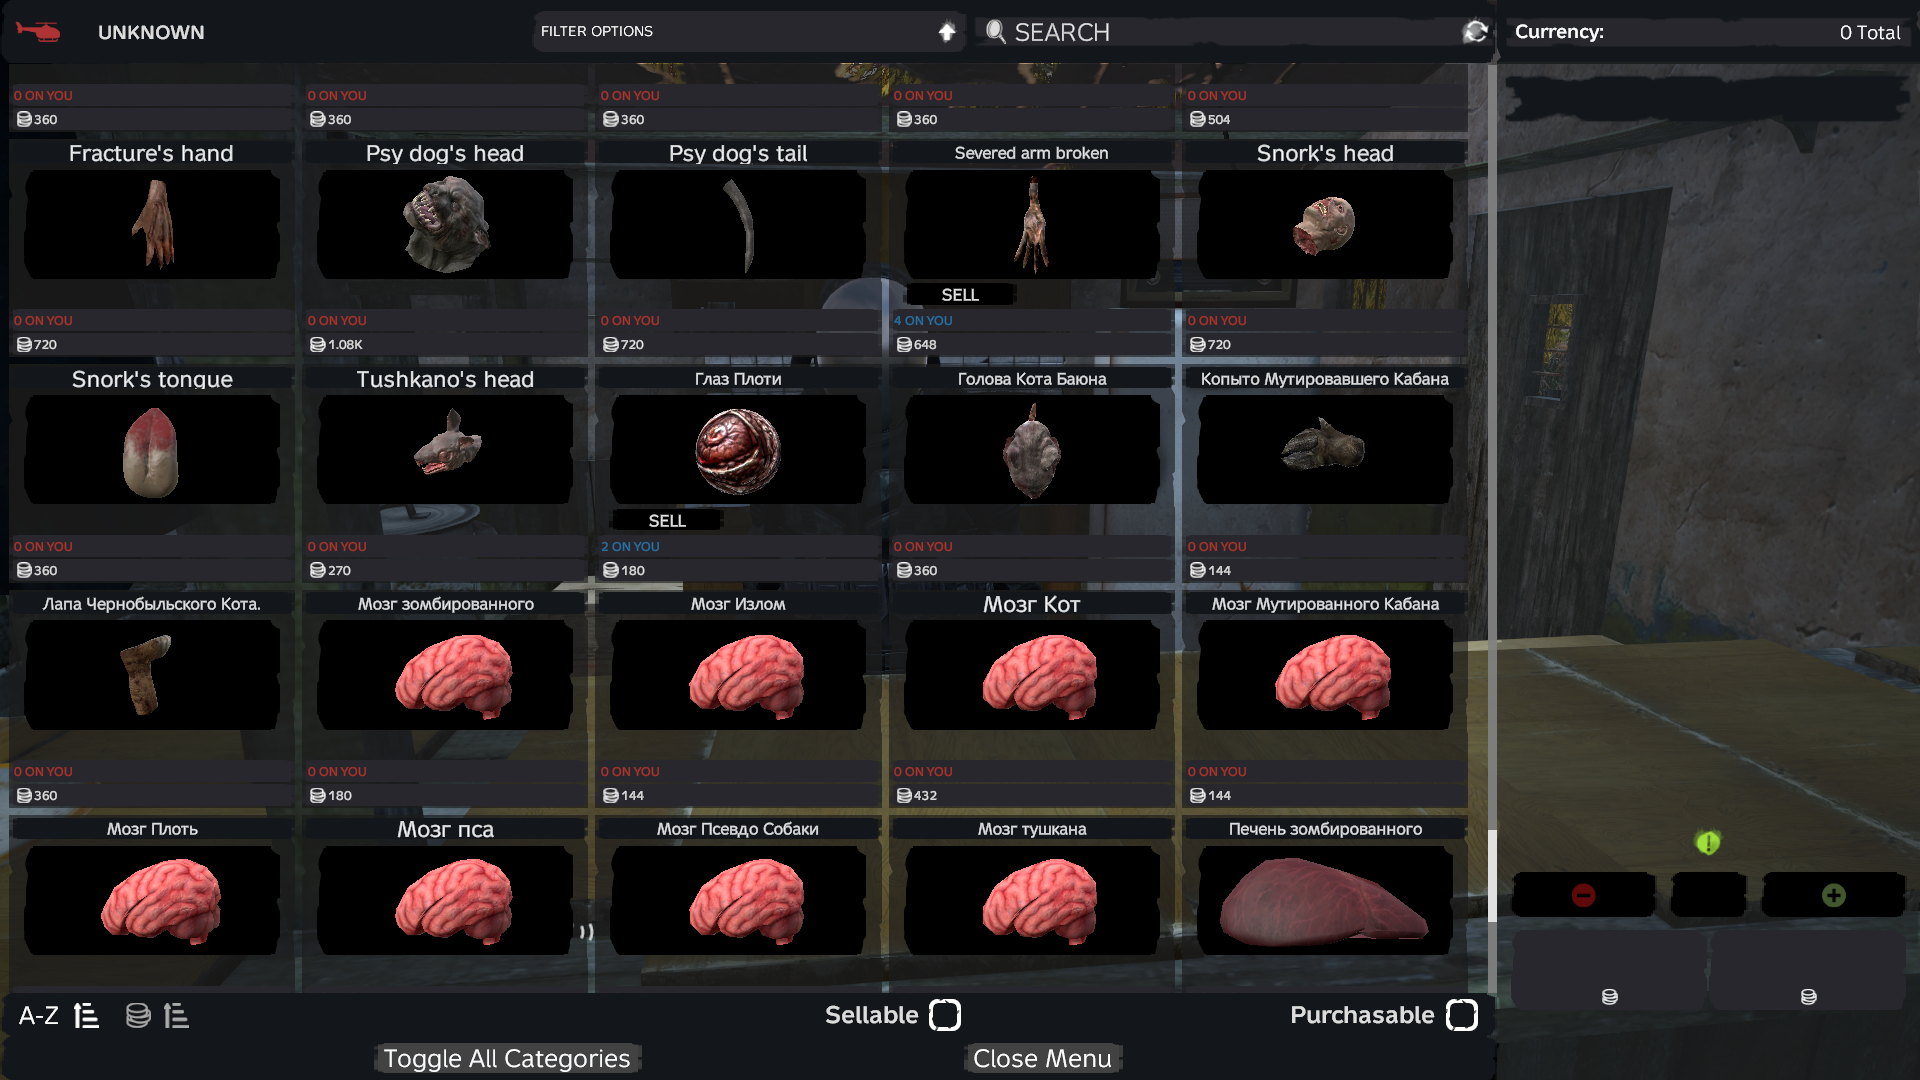 UNKNOWN
FILTER OPTIONS
SEARCH
Currency:
0 Total
0 ON YOU
0 ON YOU
0 ON YOU
0 ON YOU
0 ON YOU
360
360
360
360
504
Fracture's hand
Psy dog's head
Psy dog's tail
Severed arm broken
Snork's head
SELL
0 ON YOU
0 ON YOU
0 ON YOU
4 ON YOU
0 ON YOU
720
1.08K
720
648
720
Snork's tongue
Tushkano's head
Глаз Плоти
Голова Кота Баюна
Копыто Мутировавшего Кабана
SELL
0 ON YOU
0 ON YOU
2 ON YOU
0 ON YOU
0 ON YOU
360
270
180
360
144
Лапа Чернобыльского Кота.
Мозг зомбированного
Мозг Излом
Мозг Кот
Мозг Мутированного Кабана
0 ON YOU
0 ON YOU
0 ON YOU
0 ON YOU
0 ON YOU
360
180
144
432
144
Мозг Плоть
Мозг пса
Мозг Псевдо Собаки
Мозг тушкана
Печень зомбированного
A-Z
Sellable
Purchasable
Toggle All Categories
Close Menu